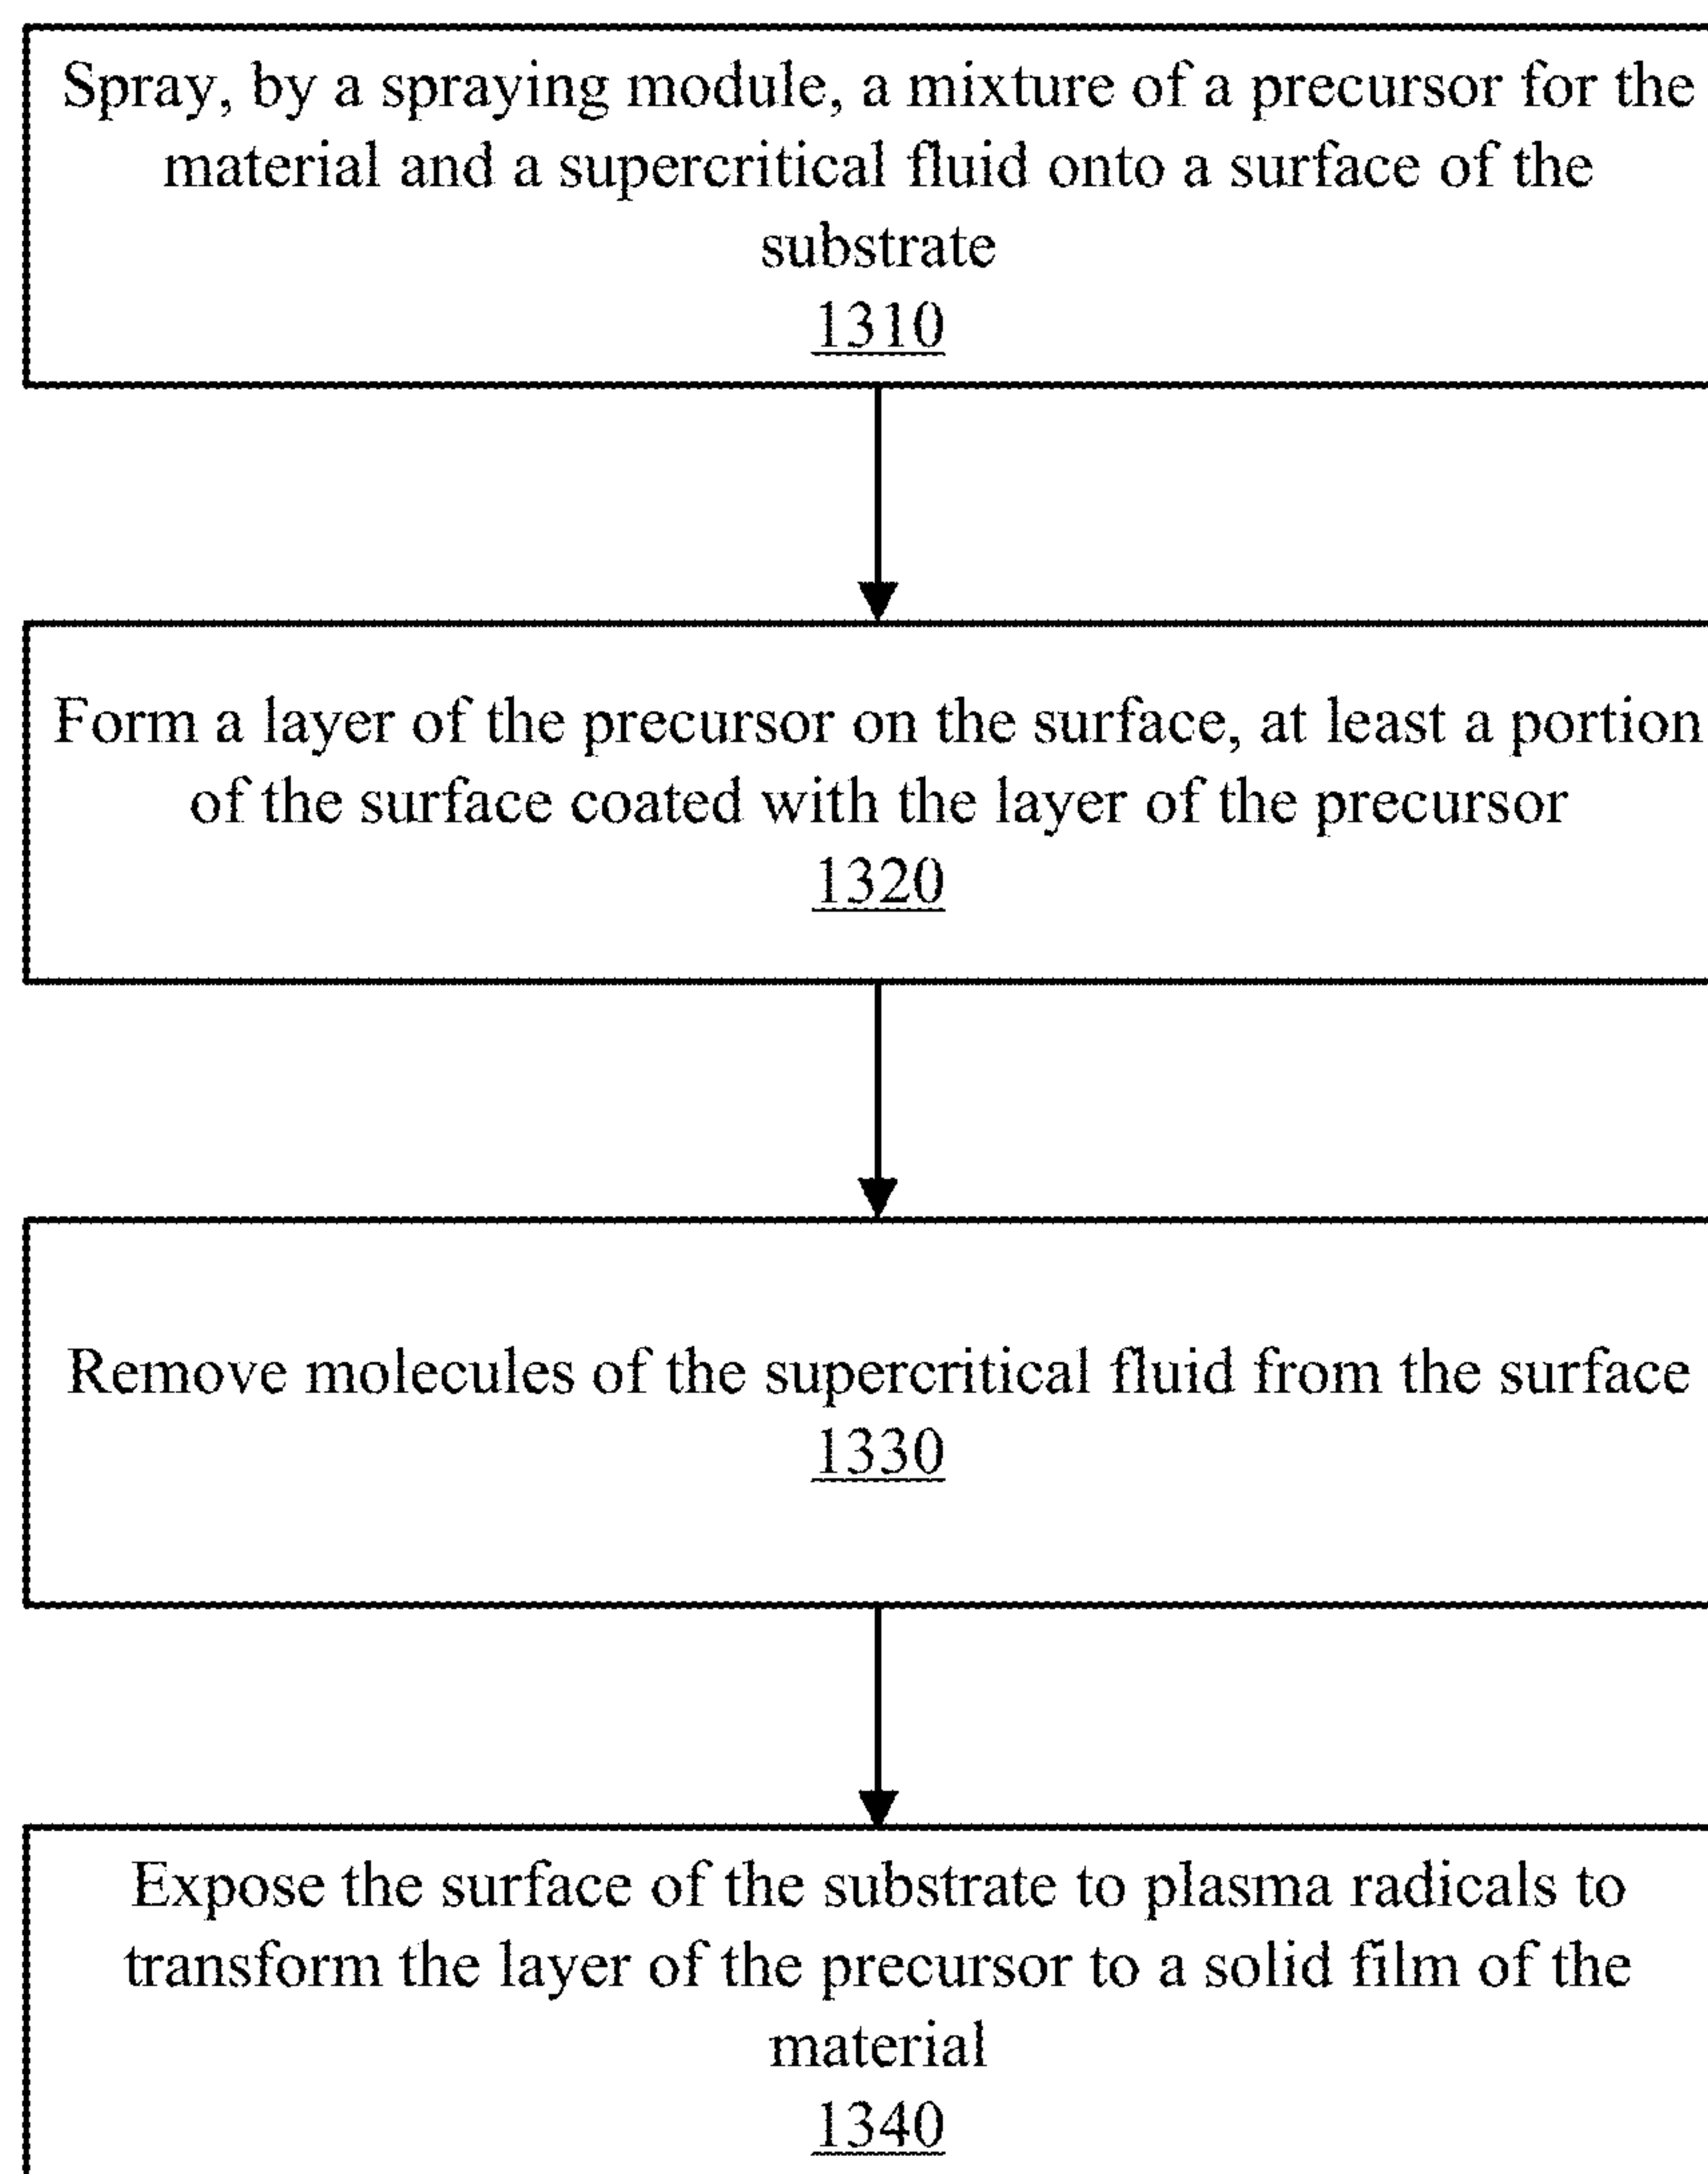 Spray, by a spraying module, a mixture of a precursor for the
material and a supercritical fluid onto a surface of the
substrate
1310
Form a layer of the precursor on the surface, at least a portion
of the surface coated with the layer of the precursor
1320
Remove molecules of the supercritical fluid from the surface
1330
Expose the surface of the substrate to plasma radicals to
transform the layer of the precursor to a solid film of the
material
1340